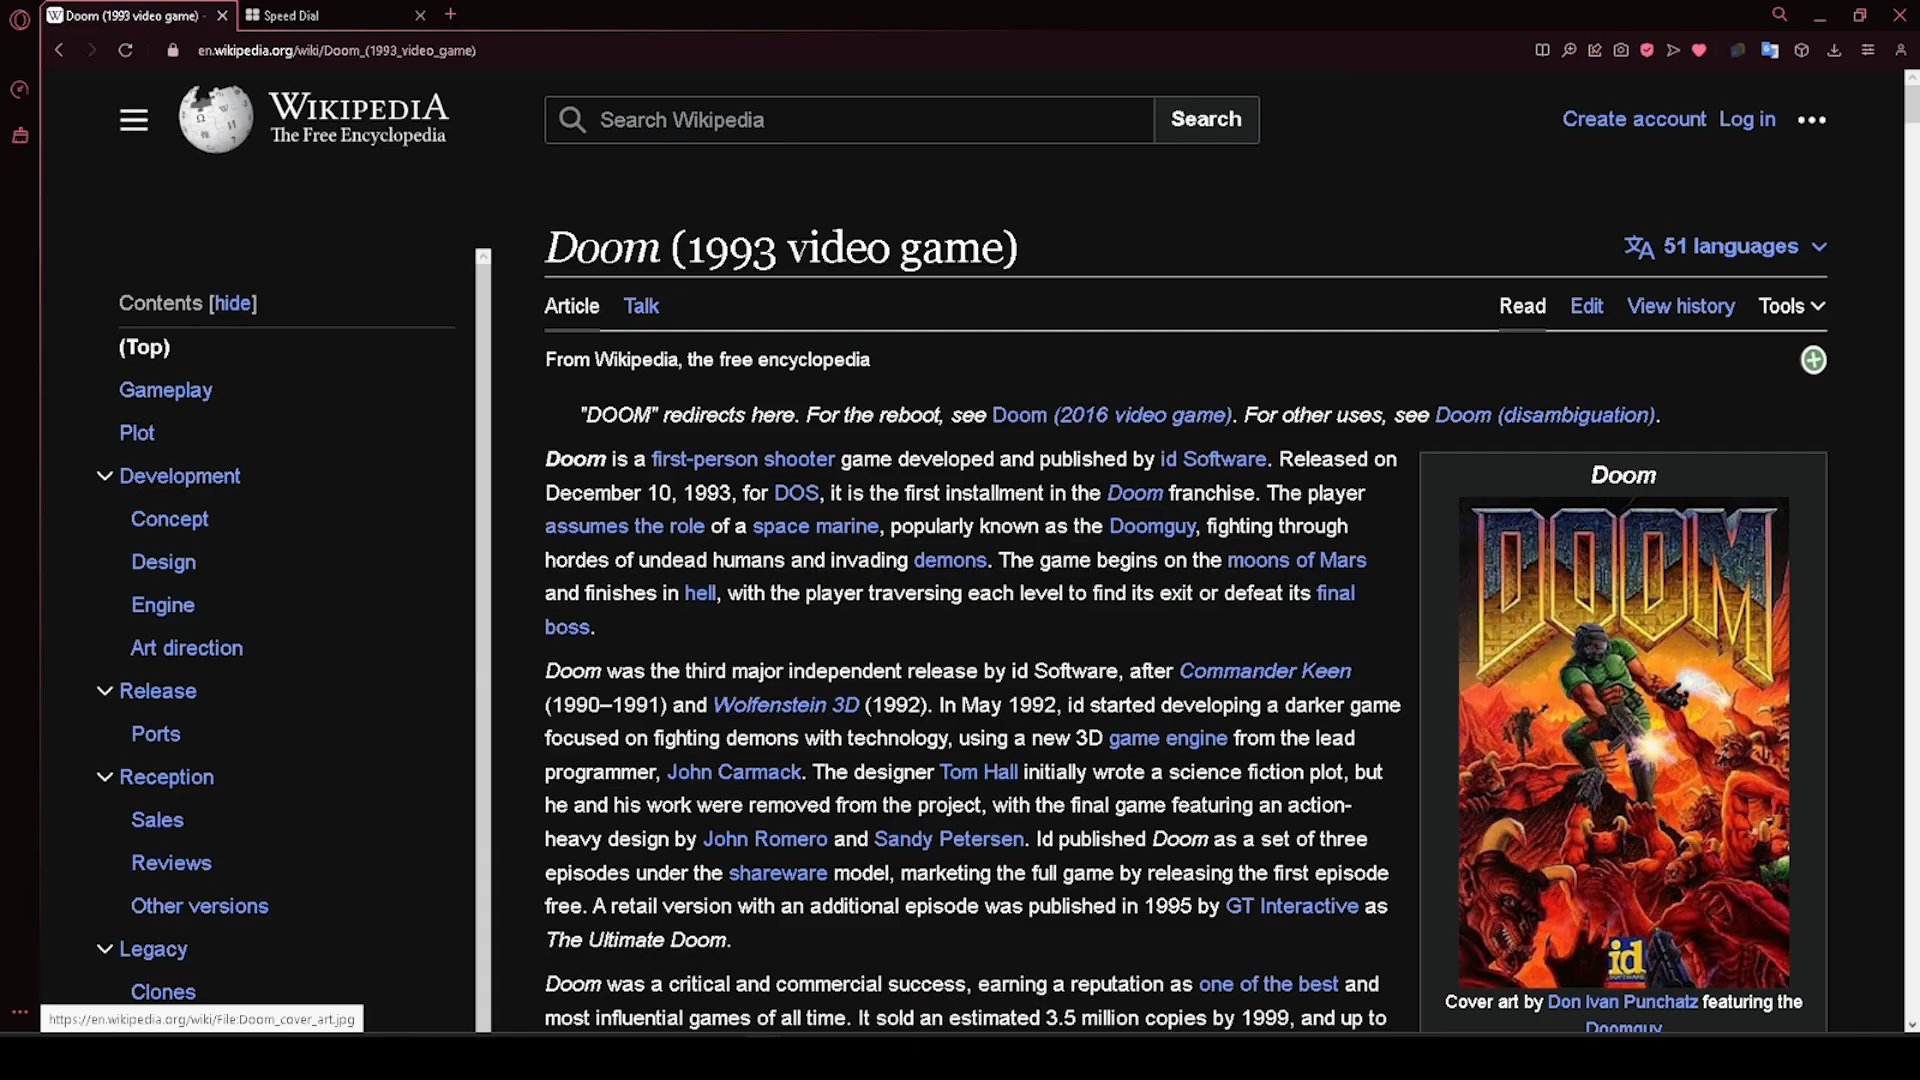 Doom (1993 video game) -
Speed Dial
en.wikipedia.org/wiki/Doom_(1993_video_game)
WIKIPEDIA
The Free Encyclopedia
Search Wikipedia
Search
Create account
Log in
Doom (1993 video game)
51 languages
Article
Talk
Read
Edit
View history
Tools
From Wikipedia, the free encyclopedia
Contents [hide]
(Top)
Gameplay
Plot
Development
Concept
Design
Engine
Art direction
Release
Ports
Reception
Sales
Reviews
Other versions
Legacy
Clones
"DOOM" redirects here. For the reboot, see Doom (2016 video game). For other uses, see Doom (disambiguation).
Doom is a first-person shooter game developed and published by id Software. Released on
December 10, 1993, for DOS, it is the first installment in the Doom franchise. The player
assumes the role of a space marine, popularly known as the Doomguy, fighting through
hordes of undead humans and invading demons. The game begins on the moons of Mars
and finishes in hell, with the player traversing each level to find its exit or defeat its final
boss.
Doom was the third major independent release by id Software, after Commander Keen
(1990–1991) and Wolfenstein 3D (1992). In May 1992, id started developing a darker game
focused on fighting demons with technology, using a new 3D game engine from the lead
programmer, John Carmack. The designer Tom Hall initially wrote a science fiction plot, but
he and his work were removed from the project, with the final game featuring an action-
heavy design by John Romero and Sandy Petersen. Id published Doom as a set of three
episodes under the shareware model, marketing the full game by releasing the first episode
free. A retail version with an additional episode was published in 1995 by GT Interactive as
The Ultimate Doom.
Doom was a critical and commercial success, earning a reputation as one of the best and
most influential games of all time. It sold an estimated 3.5 million copies by 1999, and up to
Doom
DOOM
id
Cover art by Don Ivan Punchatz featuring the
Doomguy
https://en.wikipedia.org/wiki/File:Doom_cover_art.jpg